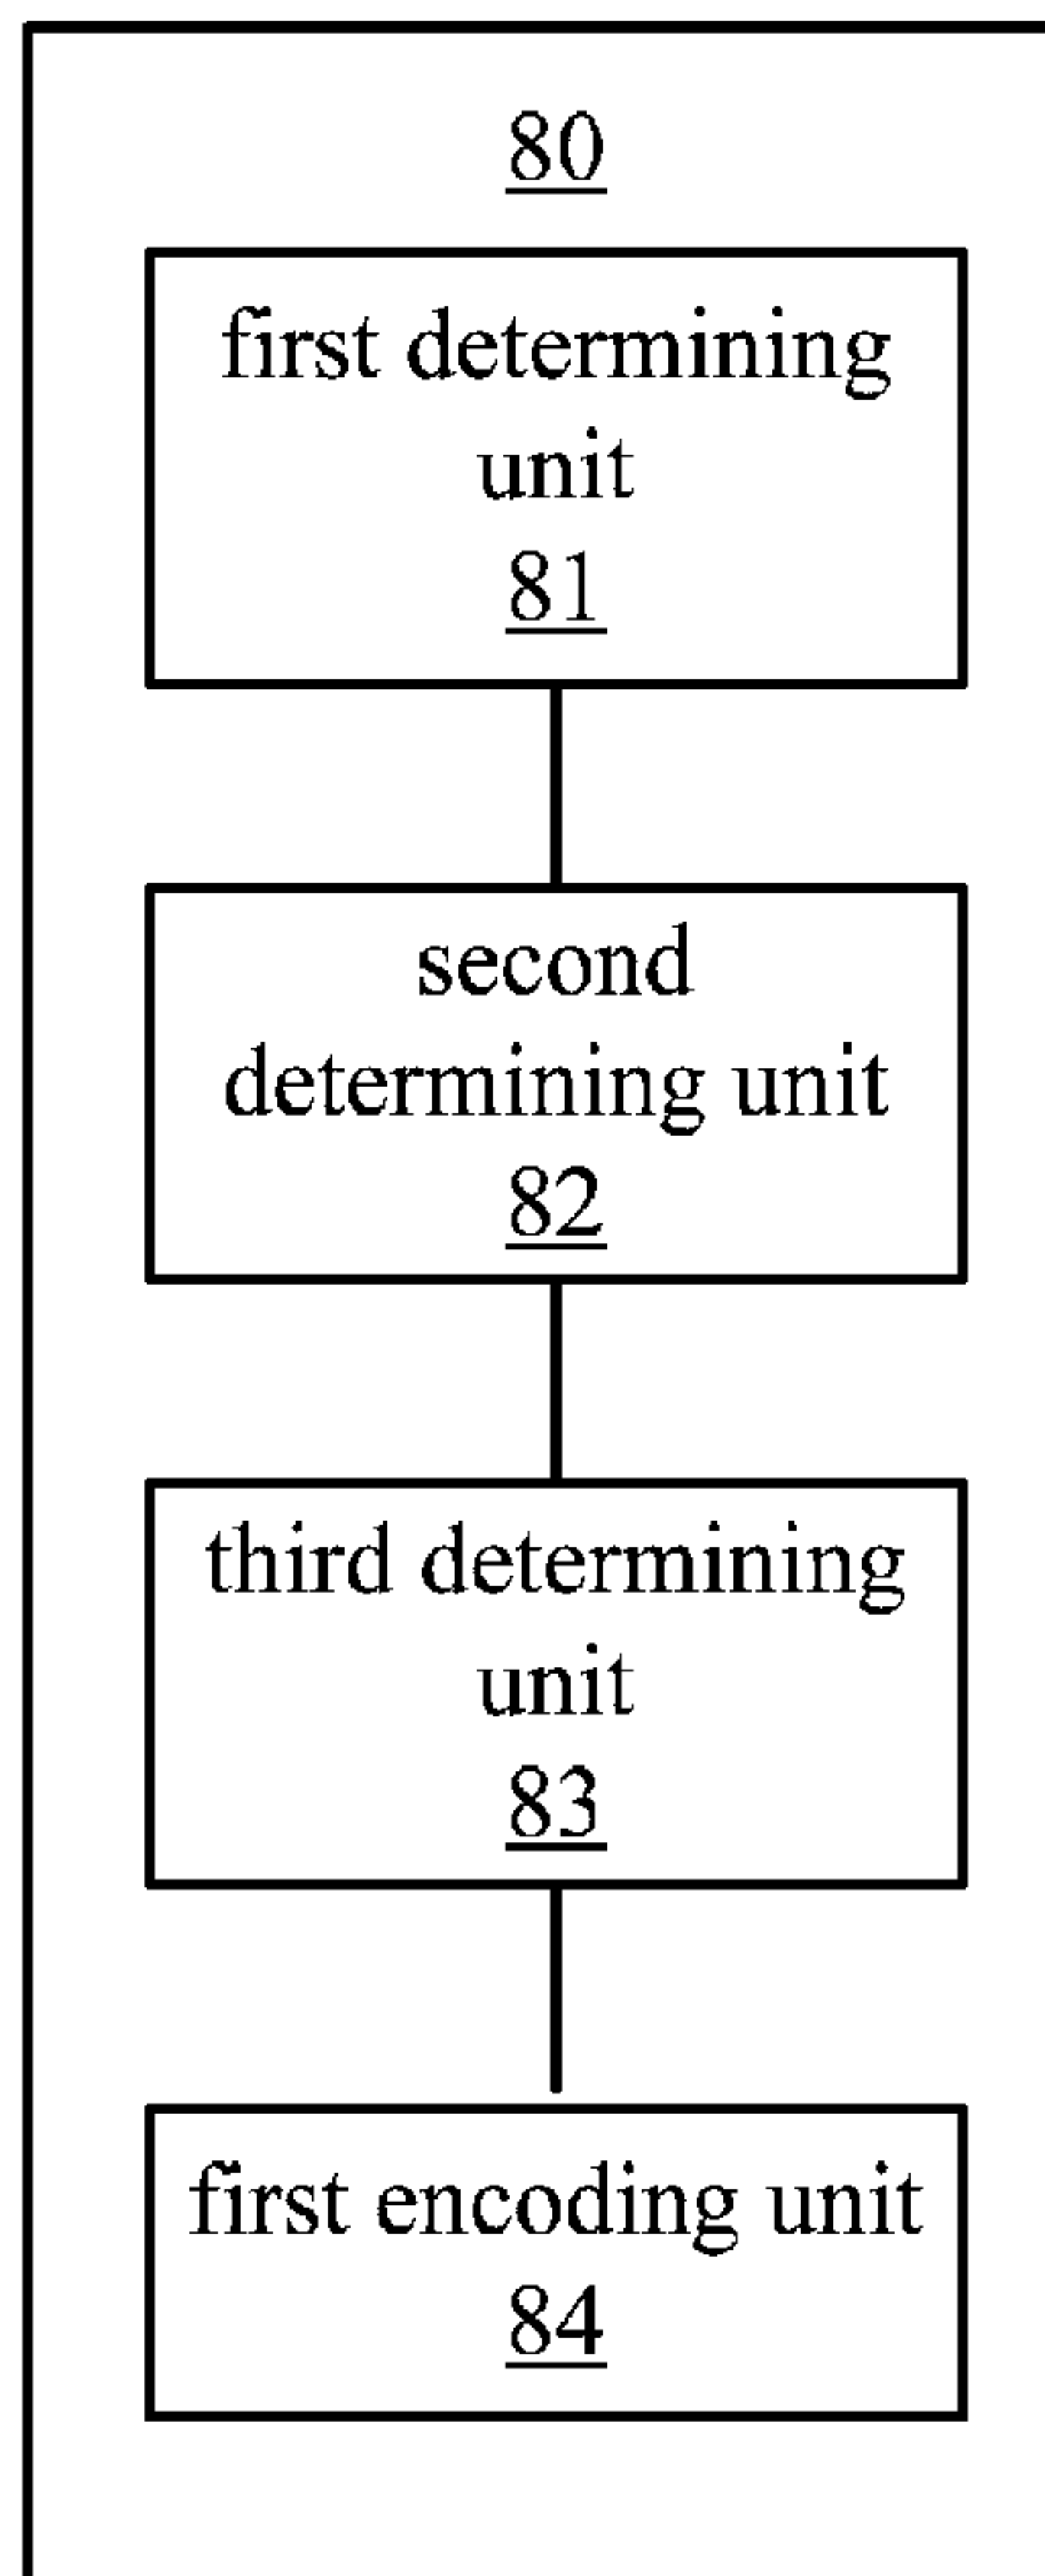 80
first determining
unit
81
second
determining unit
82
third determining
unit
83
first encoding unit
84